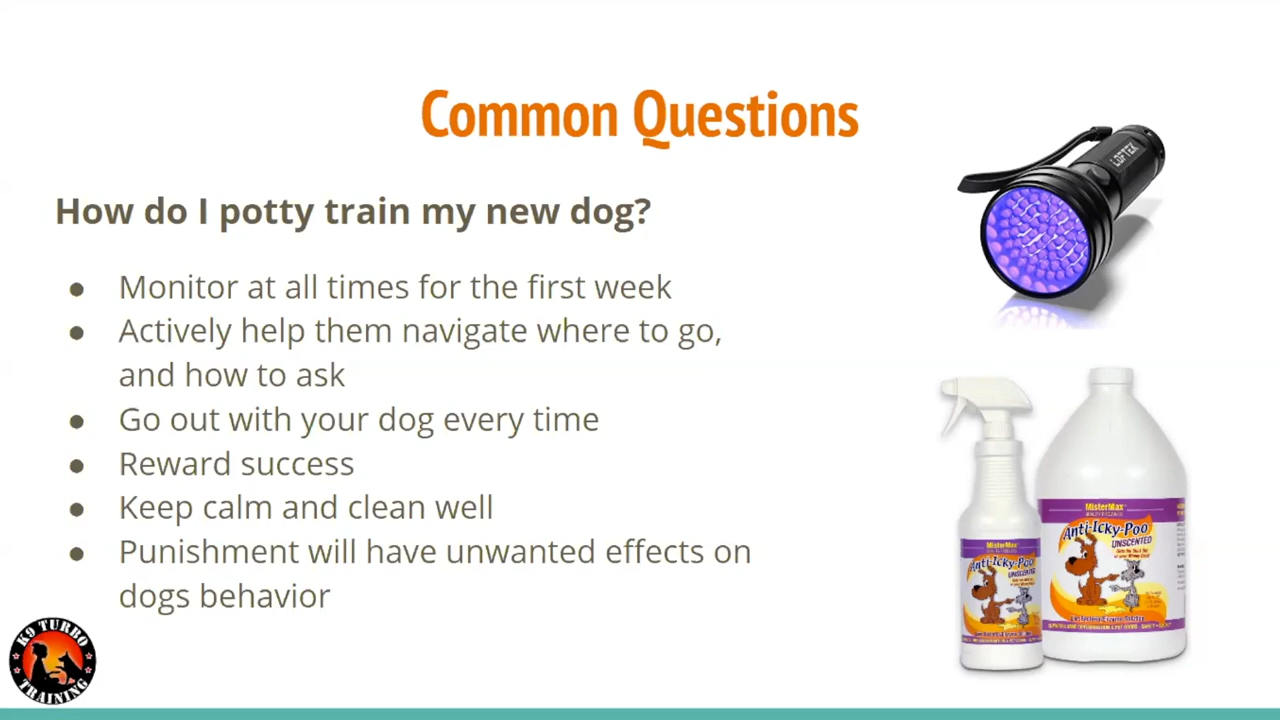 Common Questions
How do I potty train my new dog?
● Monitor at all times for the first week
● Actively help them navigate where to go,
and how to ask
● Go out with your dog every time
● Reward success
● Keep calm and clean well
● Punishment will have unwanted effects on
dogs behavior
LOFTEK
MisterMax
Anti-Icky-Poo
UNSCENTED
MisterMax
Anti-Icky-Poo
UNSCENTED
K9 TURBO
TRAINING